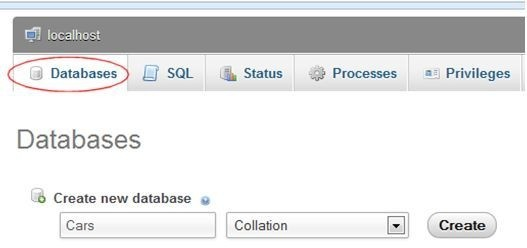 localhost
Databases SQL Status Processes Privileges
Databases
Create new database
Cars Collation Create